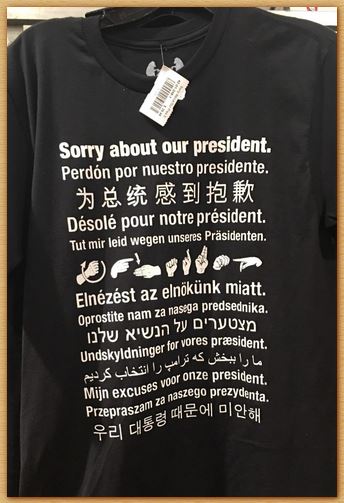 Sorry about our president.
Perdón por nuestro presidente.
为总统感到抱歉
Désolé pour notre président.
Tut mir leid wegen unseres Präsidenten.
Elnézést az elnökünk miatt.
Oprostite nam za nasega predsednika.
מצטערים על הנשיא שלנו
Undskyldninger for vores præsident.
ما را ببخش که ترامپ را انتخاب کردیم
Mijn excuses voor onze president.
Przepraszam za naszego prezydenta.
우리 대통령 때문에 미안해